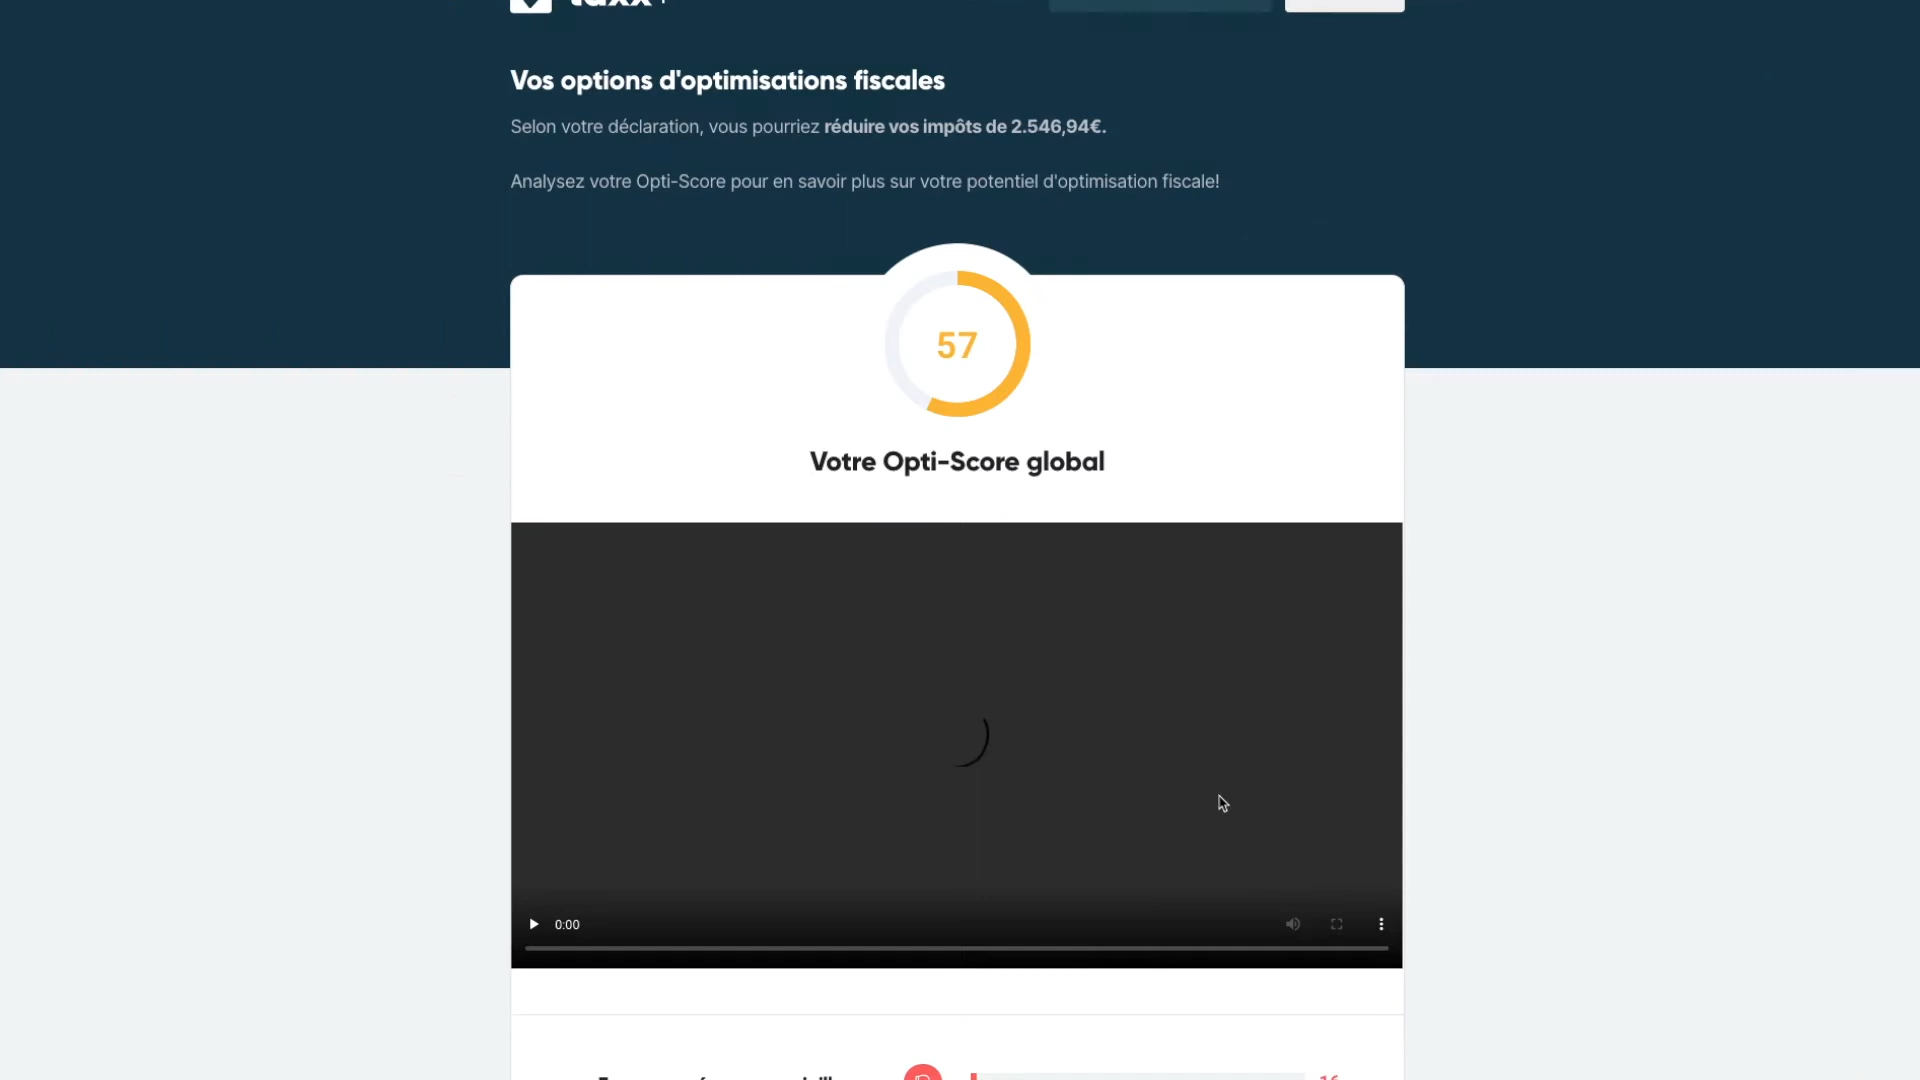 Vos options d'optimisations fiscales
Selon votre déclaration, vous pourriez réduire vos impôts de 2.546,94€.
Analysez votre Opti-Score pour en savoir plus sur votre potentiel d'optimisation fiscale!
57
Votre Opti-Score global
0:00